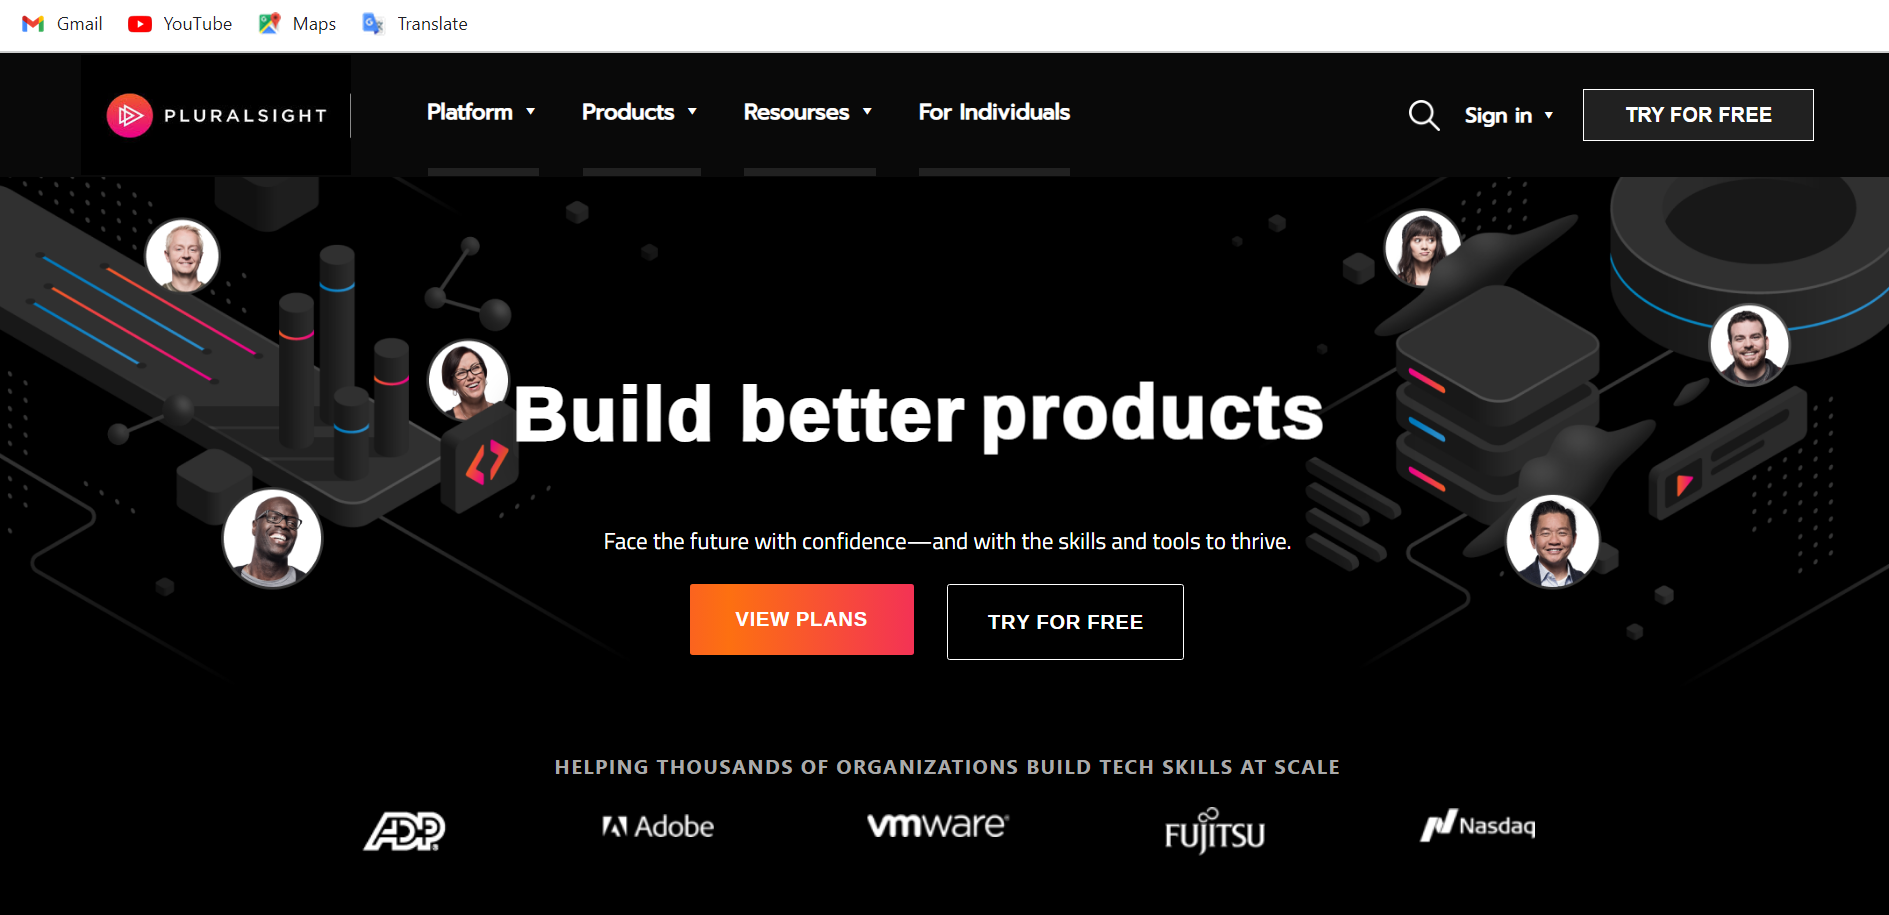 Gmail YouTube Maps Translate
PLURALSIGHT Platform Products Resourses For Individuals Sign in TRY FOR FREE
Build better products
Face the future with confidence—and with the skills and tools to thrive.
VIEW PLANS TRY FOR FREE
HELPING THOUSANDS OF ORGANIZATIONS BUILD TECH SKILLS AT SCALE
ADP Adobe vmware FUJITSU Nasdaq